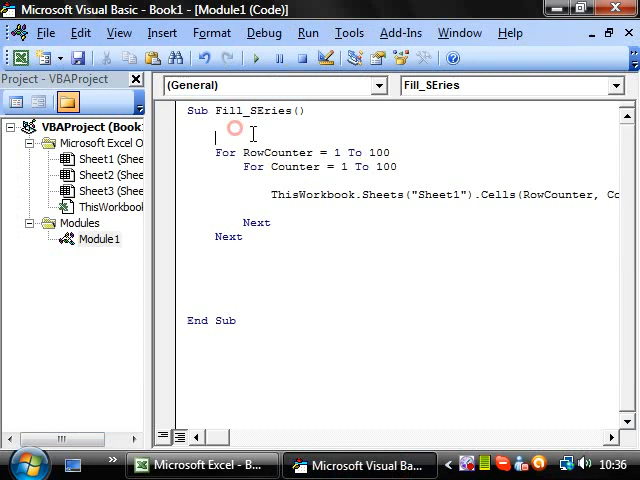 Microsoft Visual Basic - Book1 - [Module1 (Code)]
File Edit View Insert Format Debug Run Tools Add-Ins Window Help
Project - VBAProject
(General)
Fill_SEries
VBAProject (Book
Microsoft Excel O
Sheet1 (Shee
Sheet2 (Shee
Sheet3 (Shee
ThisWorkbook
Modules
Module1
Sub Fill_SEries()
For RowCounter = 1 To 100
For Counter = 1 To 100
ThisWorkbook.Sheets("Sheet1").Cells(RowCounter, Co
Next
Next
End Sub
Microsoft Excel - B...
Microsoft Visual Ba...
10:36